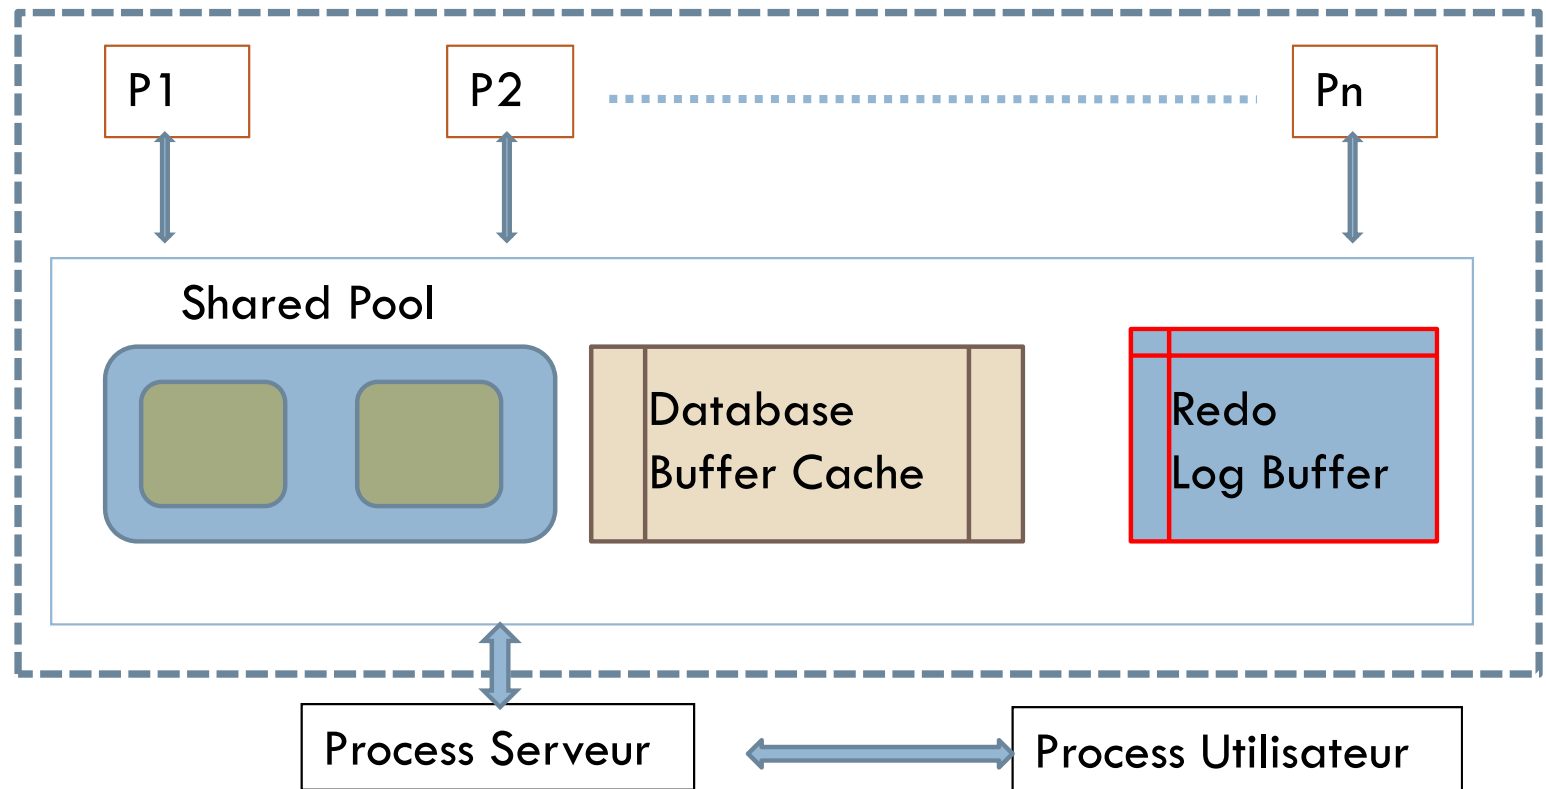 P1
P2
Pn
Shared Pool
Database
Buffer Cache
Redo
Log Buffer
Process Serveur
Process Utilisateur